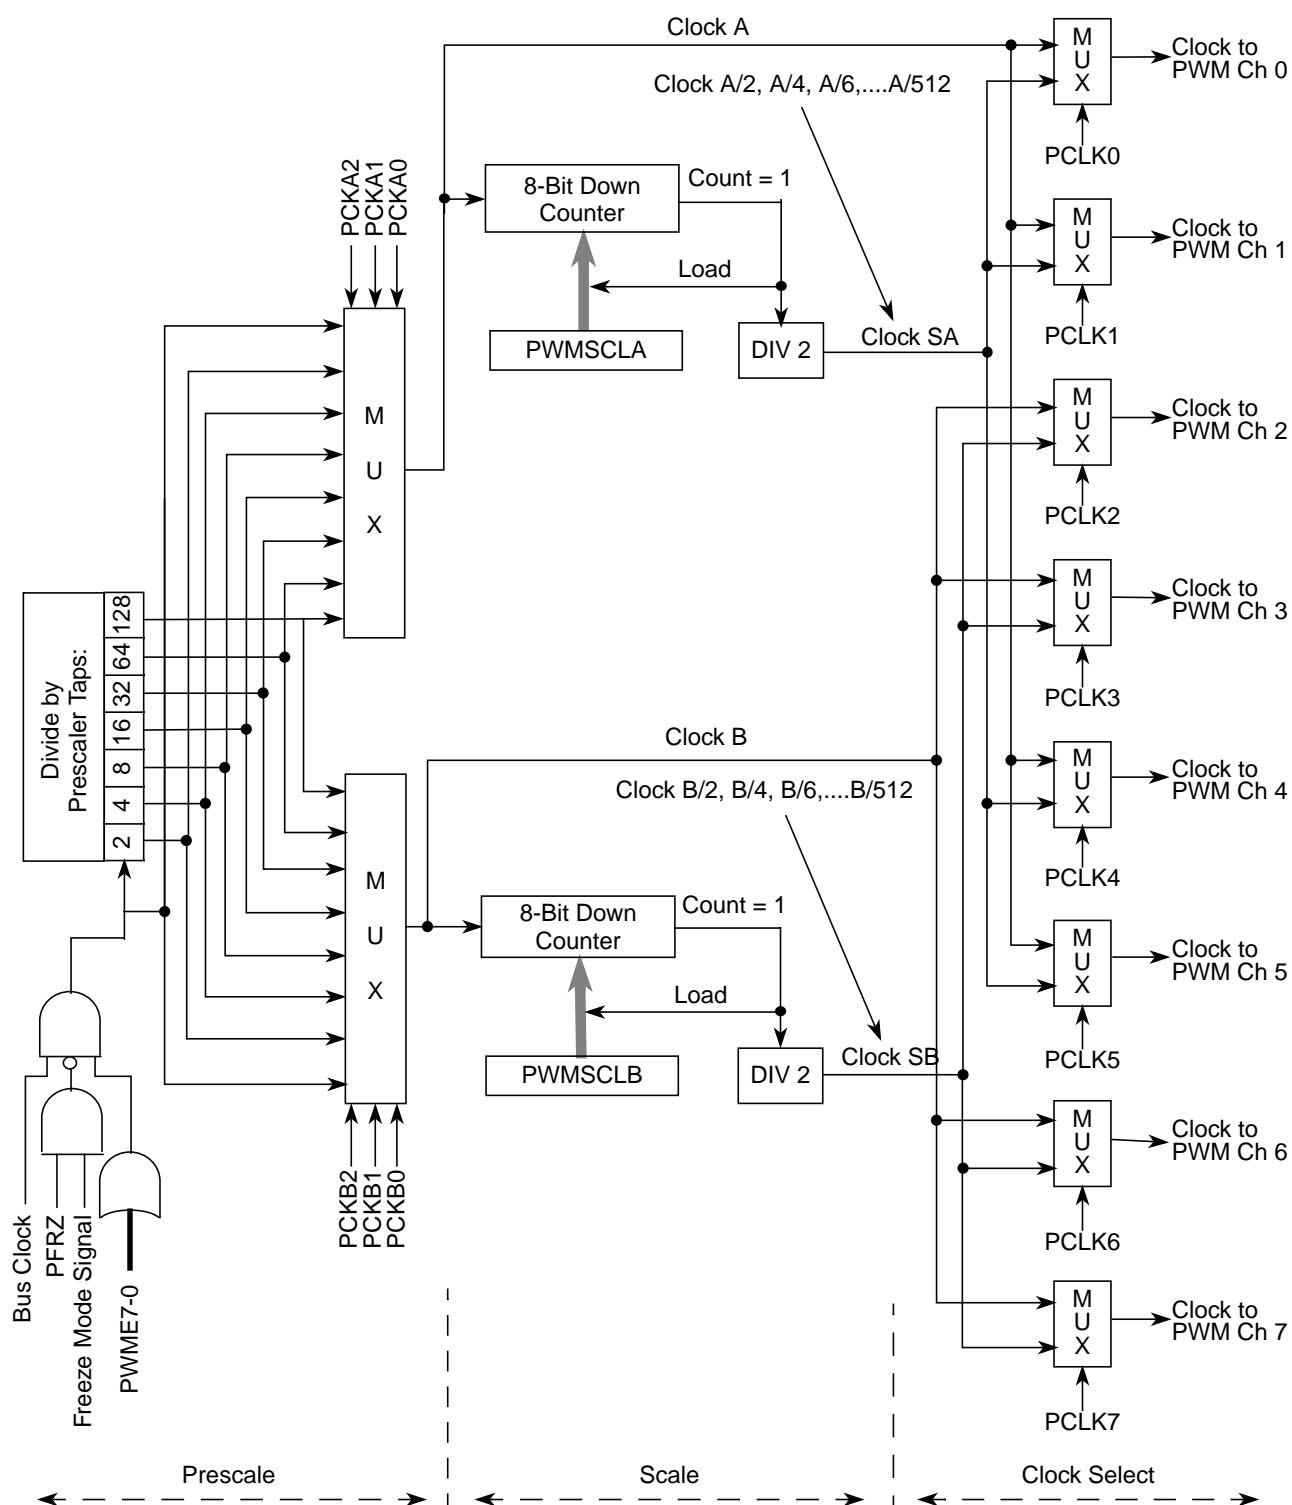 Clock A
Clock A/2, A/4, A/6,....A/512
M
U
X
Clock to
PWM Ch 0
PCLK0
PCKA2
PCKA1
PCKA0
8-Bit Down
Counter
Count = 1
Load
PWMSCLA
DIV 2
Clock SA
M
U
X
Clock to
PWM Ch 1
PCLK1
M
U
X
M
U
X
Clock to
PWM Ch 2
PCLK2
M
U
X
Clock to
PWM Ch 3
PCLK3
Divide by
Prescaler Taps:
128
64
32
16
8
4
2
Clock B
Clock B/2, B/4, B/6,....B/512
M
U
X
Clock to
PWM Ch 4
PCLK4
M
U
X
8-Bit Down
Counter
Count = 1
Load
PWMSCLB
DIV 2
Clock SB
M
U
X
Clock to
PWM Ch 5
PCLK5
PCKB2
PCKB1
PCKB0
M
U
X
Clock to
PWM Ch 6
PCLK6
Bus Clock
PFRZ
Freeze Mode Signal
PWME7-0
M
U
X
Clock to
PWM Ch 7
PCLK7
Prescale
Scale
Clock Select